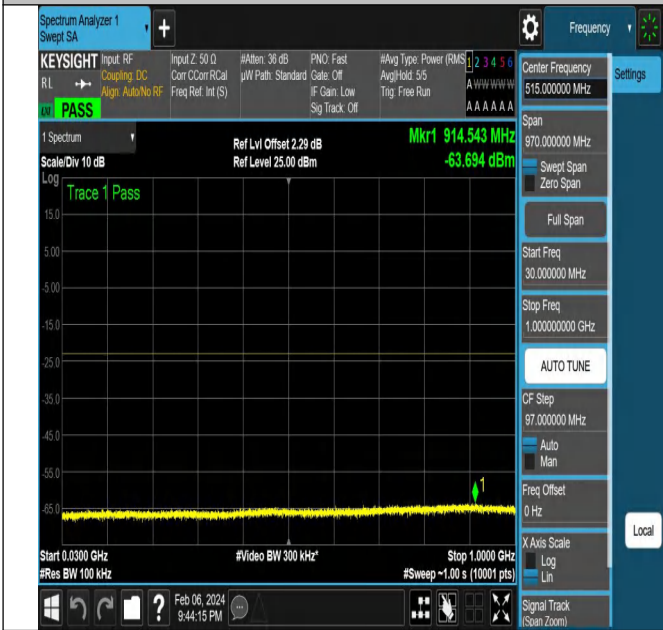 Spectrum Analyzer 1
Swept SA
+
Frequency
KEYSIGHT
Input: RF
Coupling: DC
Align: Auto/No RF
Input Z: 50 Ω
Corr CCorr RCal
Freq Ref: Int (S)
#Atten: 36 dB
µW Path: Standard
PNO: Fast
Gate: Off
IF Gain: Low
Sig Track: Off
#Avg Type: Power (RMS
Avg|Hold: 5/5
Trig: Free Run
1 2 3 4 5 6
A W W W W W
A A A A A A
R L
PASS
1 Spectrum
Scale/Div 10 dB
Ref Lvl Offset 2.29 dB
Ref Level 25.00 dBm
Mkr1 914.543 MHz
-63.694 dBm
Log
Trace 1 Pass
15.0
5.00
-5.00
-15.0
-25.0
-35.0
-45.0
-55.0
-65.0
1
Start 0.0300 GHz
#Res BW 100 kHz
#Video BW 300 kHz*
Stop 1.0000 GHz
#Sweep ~1.00 s (10001 pts)
Feb 06, 2024
9:44:15 PM
?
Center Frequency
515.000000 MHz
Settings
Span
970.000000 MHz
Swept Span
Zero Span
Full Span
Start Freq
30.000000 MHz
Stop Freq
1.000000000 GHz
AUTO TUNE
CF Step
97.000000 MHz
Auto
Man
Freq Offset
0 Hz
Local
X Axis Scale
Log
Lin
Signal Track
(Span Zoom)